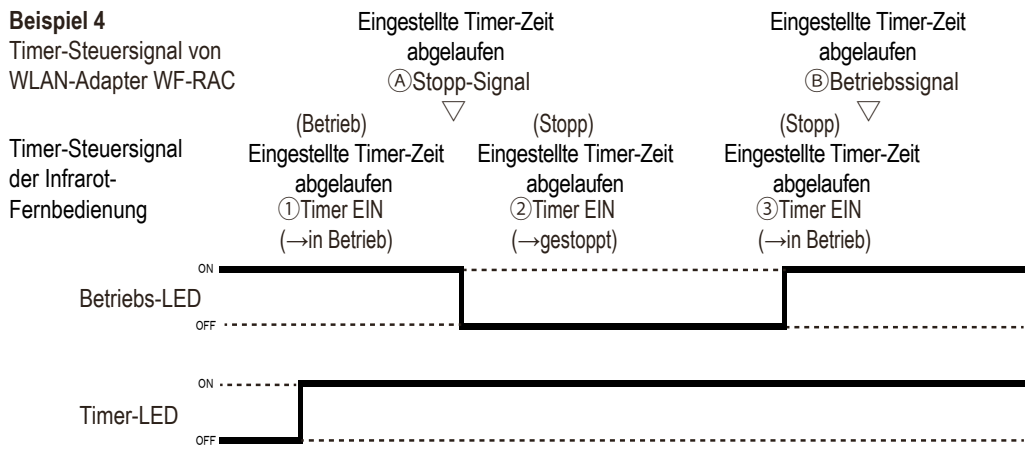 Beispiel 4
Timer-Steuersignal von
WLAN-Adapter WF-RAC
Eingestellte Timer-Zeit
abgelaufen
ⒶStopp-Signal
Eingestellte Timer-Zeit
abgelaufen
ⒷBetriebssignal
Timer-Steuersignal
der Infrarot-
Fernbedienung
(Betrieb)
Eingestellte Timer-Zeit
abgelaufen
①Timer EIN
(→in Betrieb)
(Stopp)
Eingestellte Timer-Zeit
abgelaufen
②Timer EIN
(→gestoppt)
(Stopp)
Eingestellte Timer-Zeit
abgelaufen
③Timer EIN
(→in Betrieb)
Betriebs-LED
ON
OFF
Timer-LED
ON
OFF